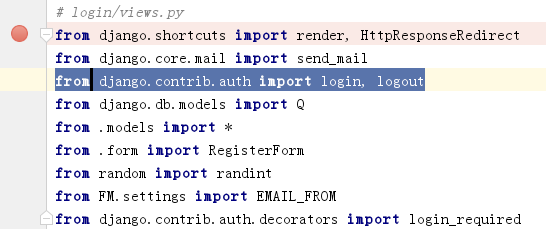 # login/views.py
from django.shortcuts import render, HttpResponseRedirect
from django.core.mail import send_mail
from django.contrib.auth import login, logout
from django.db.models import Q
from .models import *
from .form import RegisterForm
from random import randint
from FM.settings import EMAIL_FROM
from django.contrib.auth.decorators import login_required